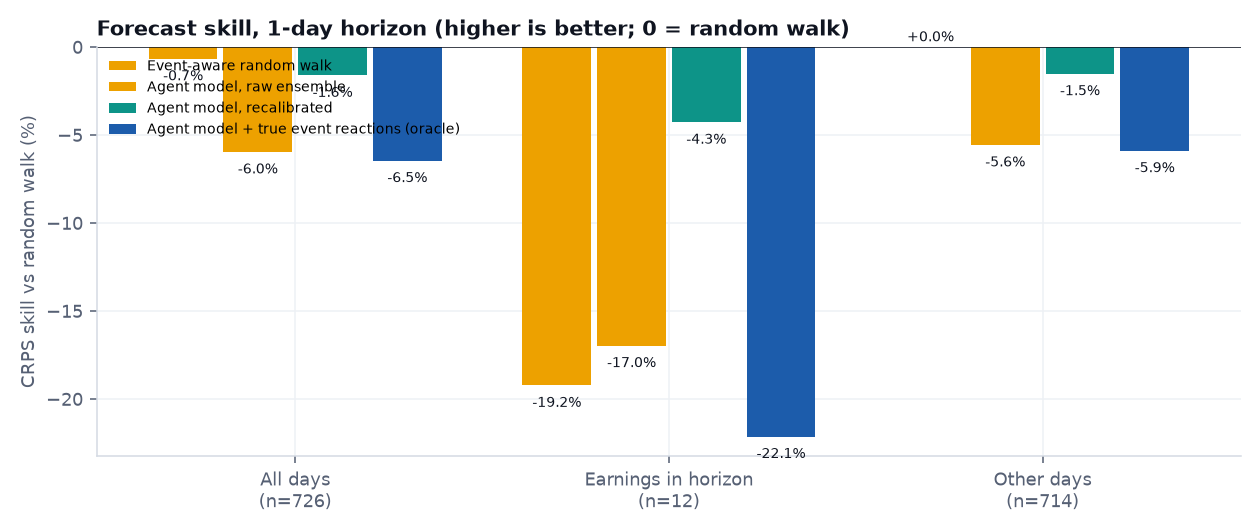 Forecast skill, 1-day horizon (higher is better; 0 = random walk)
CRPS skill vs random walk (%)
0
−5
−10
−15
−20
Event-aware random walk
Agent model, raw ensemble
Agent model, recalibrated
Agent model + true event reactions (oracle)
-0.7%
-6.0%
-1.6%
-6.5%
-19.2%
-17.0%
-4.3%
-22.1%
+0.0%
-5.6%
-1.5%
-5.9%
All days
(n=726)
Earnings in horizon
(n=12)
Other days
(n=714)